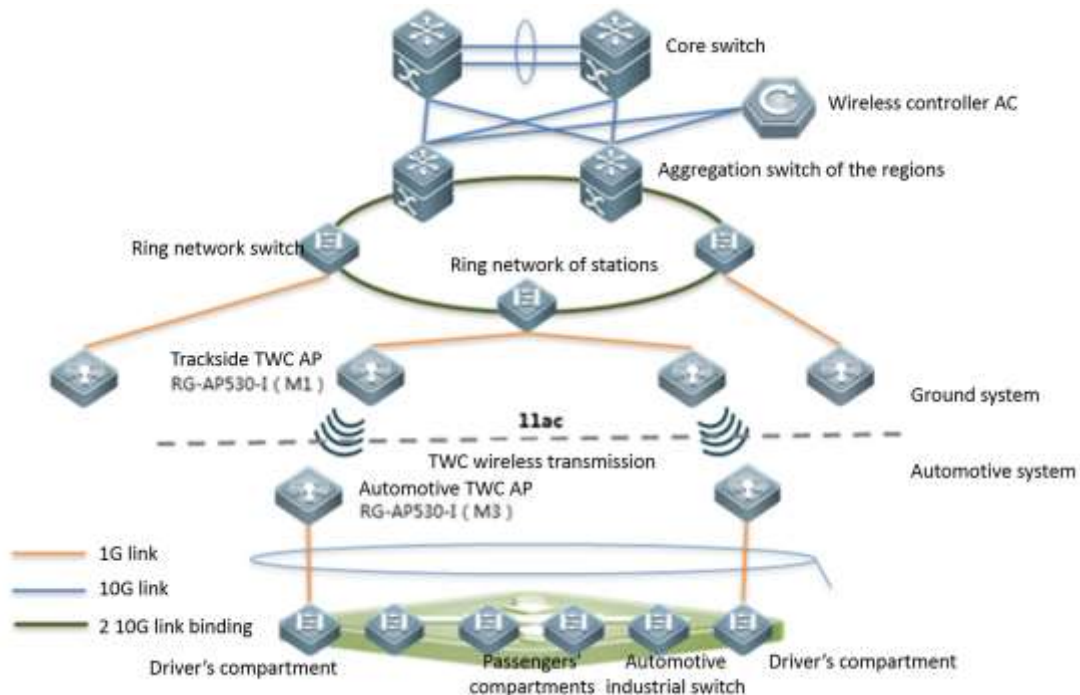 Core switch
Wireless controller AC
Aggregation switch of the regions
Ring network switch
Ring network of stations
Trackside TWC AP
RG-AP530-I ( M1 )
Ground system
11ac
TWC wireless transmission
Automotive system
Automotive TWC AP
RG-AP530-I ( M3 )
1G link
10G link
2 10G link binding
Driver's compartment
Passengers'
compartments
Automotive
industrial switch
Driver's compartment